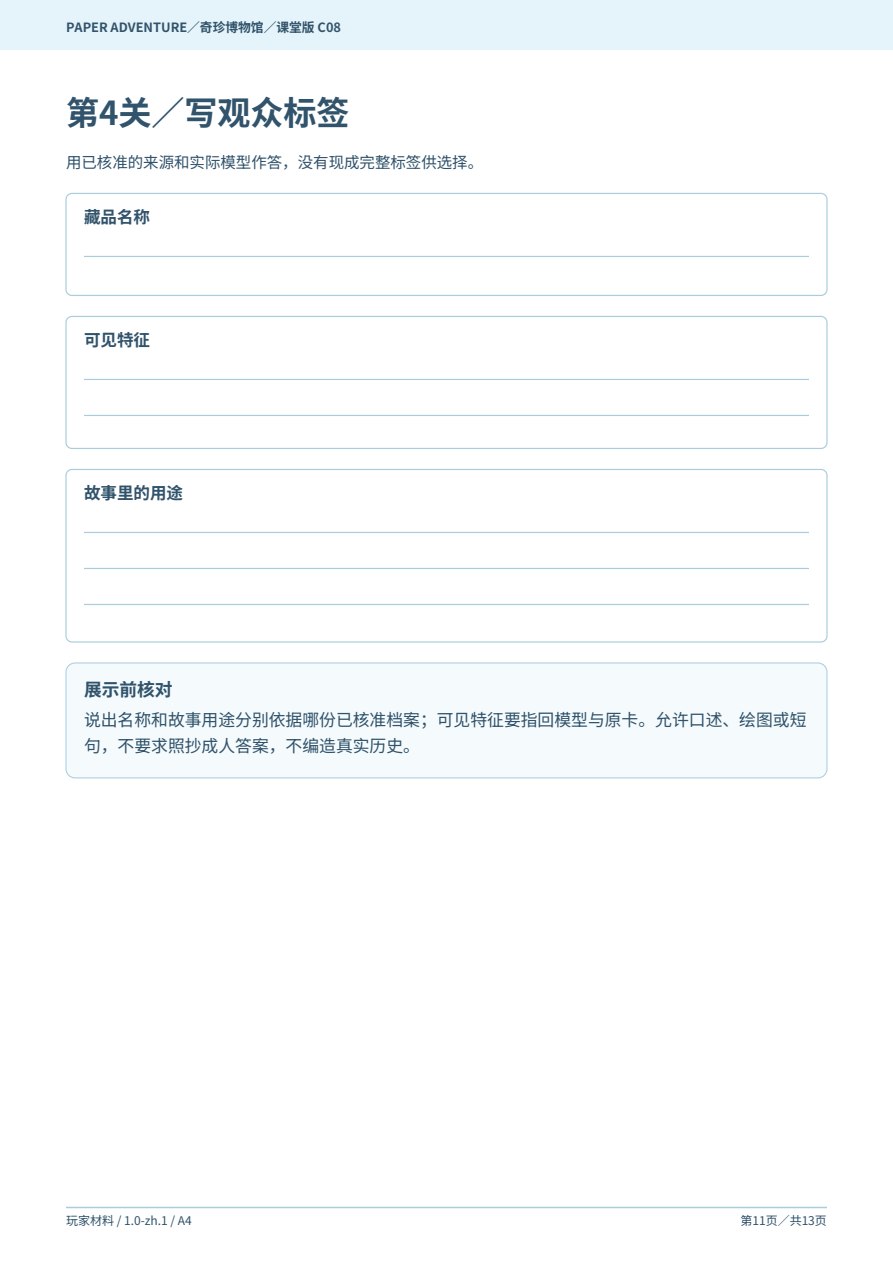 PAPER ADVENTURE／奇珍博物馆／课堂版 C08
第4关／写观众标签
用已核准的来源和实际模型作答，没有现成完整标签供选择。
藏品名称
可见特征
故事里的用途
展示前核对
说出名称和故事用途分别依据哪份已核准档案；可见特征要指回模型与原卡。允许口述、绘图或短
句，不要求照抄成人答案，不编造真实历史。
玩家材料 / 1.0-zh.1 / A4
第11页／共13页